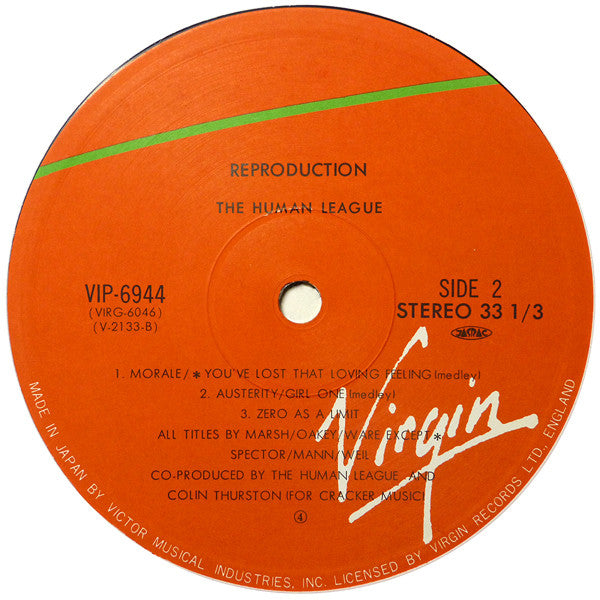 REPRODUCTION
THE HUMAN LEAGUE
VIP-6944
(VIRG-6046)
(V-2133-B)
SIDE 2
STEREO 33 1/3
JASRAC
1. MORALE/*YOU'VE LOST THAT LOVING FEELING(medley)
2. AUSTERITY/GIRL ONE(medley)
3. ZERO AS A LIMIT
ALL TITLES BY MARSH/OAKEY/WARE EXCEPT*
SPECTOR/MANN/WEIL
CO-PRODUCED BY THE HUMAN LEAGUE AND
COLIN THURSTON (FOR CRACKER MUSIC)
④
Virgin
MADE IN JAPAN BY VICTOR MUSICAL INDUSTRIES, INC. LICENSED BY VIRGIN RECORDS LTD. ENGLAND